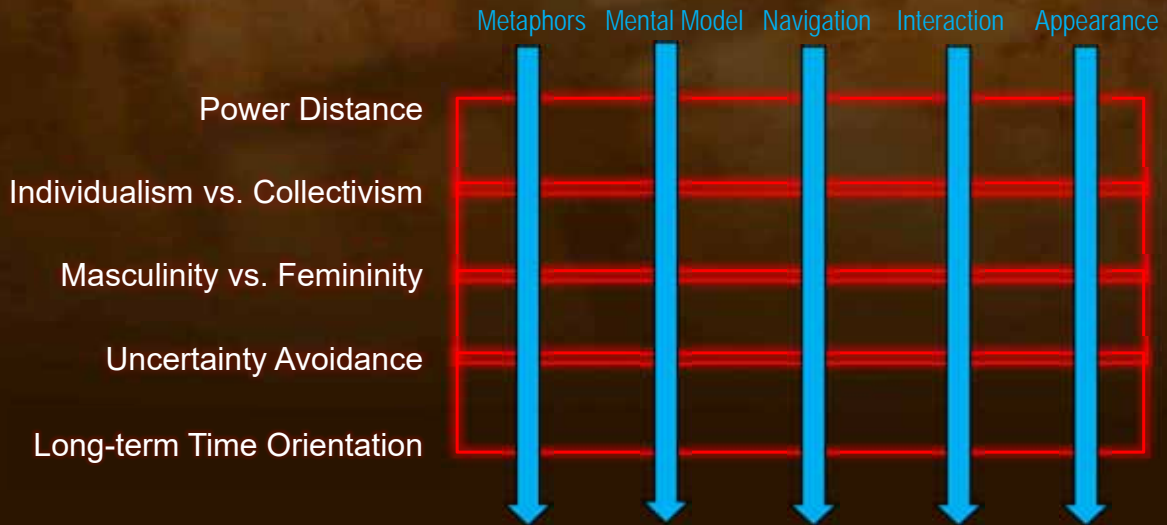 Metaphors Mental Model Navigation Interaction Appearance
Power Distance
Individualism vs. Collectivism
Masculinity vs. Femininity
Uncertainty Avoidance
Long-term Time Orientation